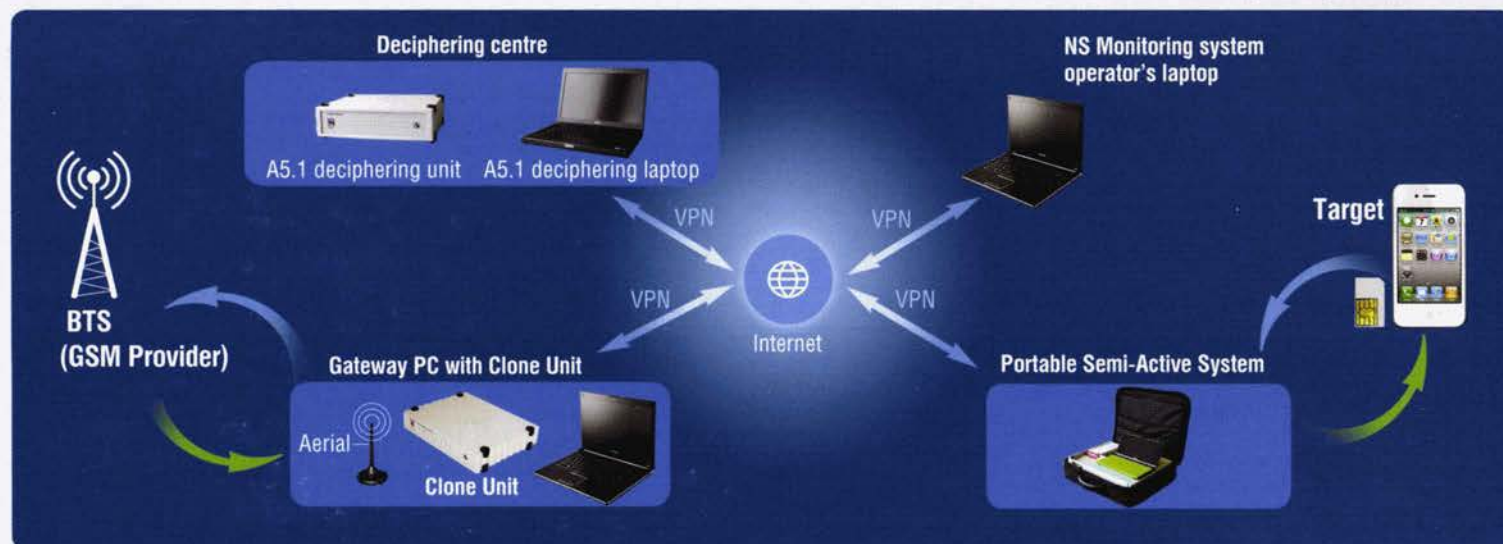 Deciphering centre
A5.1 deciphering unit
A5.1 deciphering laptop
NS Monitoring system
operator's laptop
Target
VPN
VPN
VPN
VPN
Internet
BTS
(GSM Provider)
Gateway PC with Clone Unit
Aerial
Clone Unit
Portable Semi-Active System